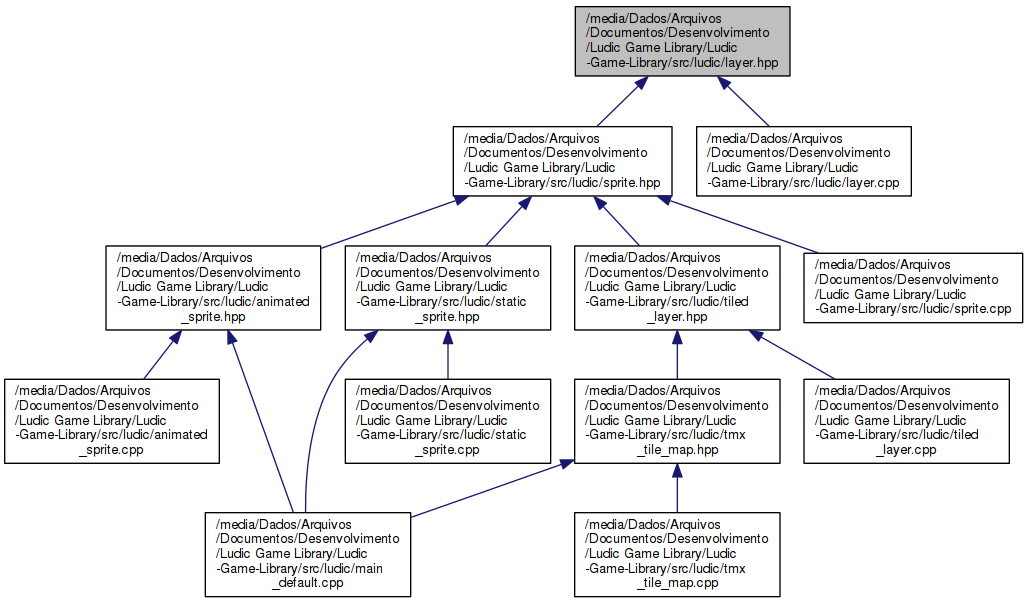 /media/Dados/Arquivos
/Documentos/Desenvolvimento
/Ludic Game Library/Ludic
-Game-Library/src/ludic/layer.hpp
/media/Dados/Arquivos
/Documentos/Desenvolvimento
/Ludic Game Library/Ludic
-Game-Library/src/ludic/sprite.hpp
/media/Dados/Arquivos
/Documentos/Desenvolvimento
/Ludic Game Library/Ludic
-Game-Library/src/ludic/layer.cpp
/media/Dados/Arquivos
/Documentos/Desenvolvimento
/Ludic Game Library/Ludic
-Game-Library/src/ludic/animated
_sprite.hpp
/media/Dados/Arquivos
/Documentos/Desenvolvimento
/Ludic Game Library/Ludic
-Game-Library/src/ludic/static
_sprite.hpp
/media/Dados/Arquivos
/Documentos/Desenvolvimento
/Ludic Game Library/Ludic
-Game-Library/src/ludic/tiled
_layer.hpp
/media/Dados/Arquivos
/Documentos/Desenvolvimento
/Ludic Game Library/Ludic
-Game-Library/src/ludic/sprite.cpp
/media/Dados/Arquivos
/Documentos/Desenvolvimento
/Ludic Game Library/Ludic
-Game-Library/src/ludic/animated
_sprite.cpp
/media/Dados/Arquivos
/Documentos/Desenvolvimento
/Ludic Game Library/Ludic
-Game-Library/src/ludic/static
_sprite.cpp
/media/Dados/Arquivos
/Documentos/Desenvolvimento
/Ludic Game Library/Ludic
-Game-Library/src/ludic/tmx
_tile_map.hpp
/media/Dados/Arquivos
/Documentos/Desenvolvimento
/Ludic Game Library/Ludic
-Game-Library/src/ludic/tiled
_layer.cpp
/media/Dados/Arquivos
/Documentos/Desenvolvimento
/Ludic Game Library/Ludic
-Game-Library/src/ludic/main
_default.cpp
/media/Dados/Arquivos
/Documentos/Desenvolvimento
/Ludic Game Library/Ludic
-Game-Library/src/ludic/tmx
_tile_map.cpp